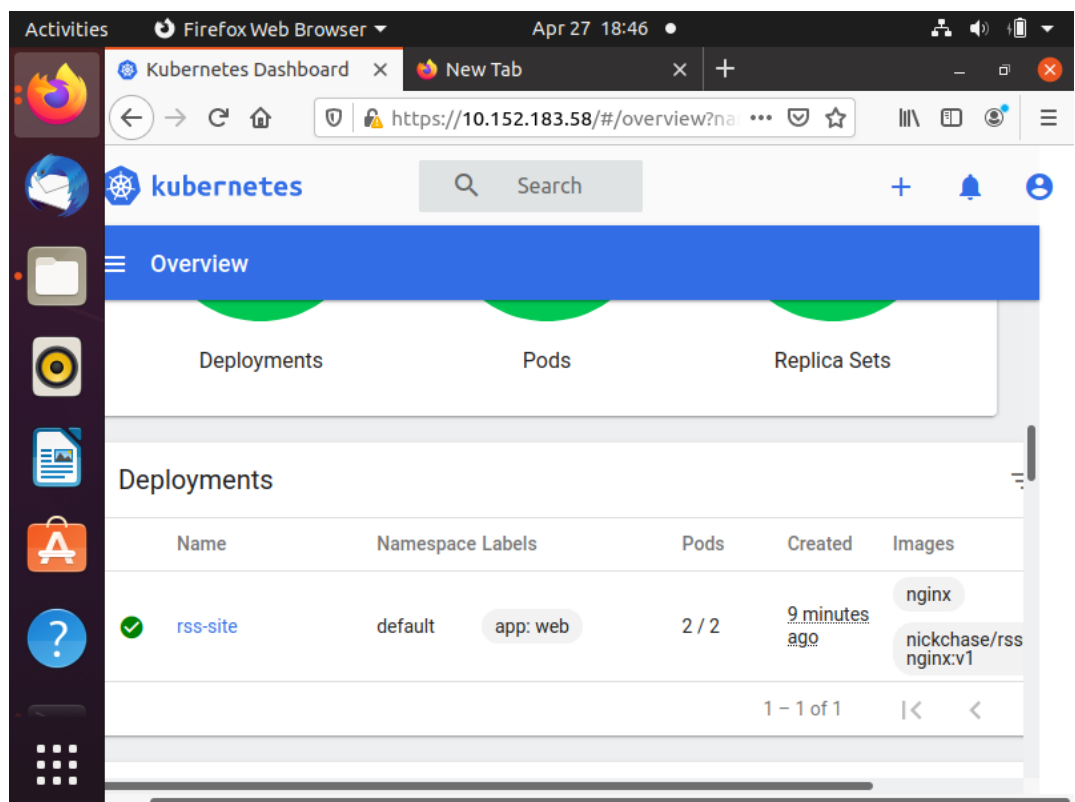 Activities Firefox Web Browser Apr 27 18:46
Kubernetes Dashboard New Tab
https://10.152.183.58/#/overview?na
kubernetes Search
Overview
Deployments Pods Replica Sets
Deployments
Name Namespace Labels Pods Created Images
rss-site default app: web 2 / 2 9 minutes ago nginx
nickchase/rss
nginx:v1
1 – 1 of 1